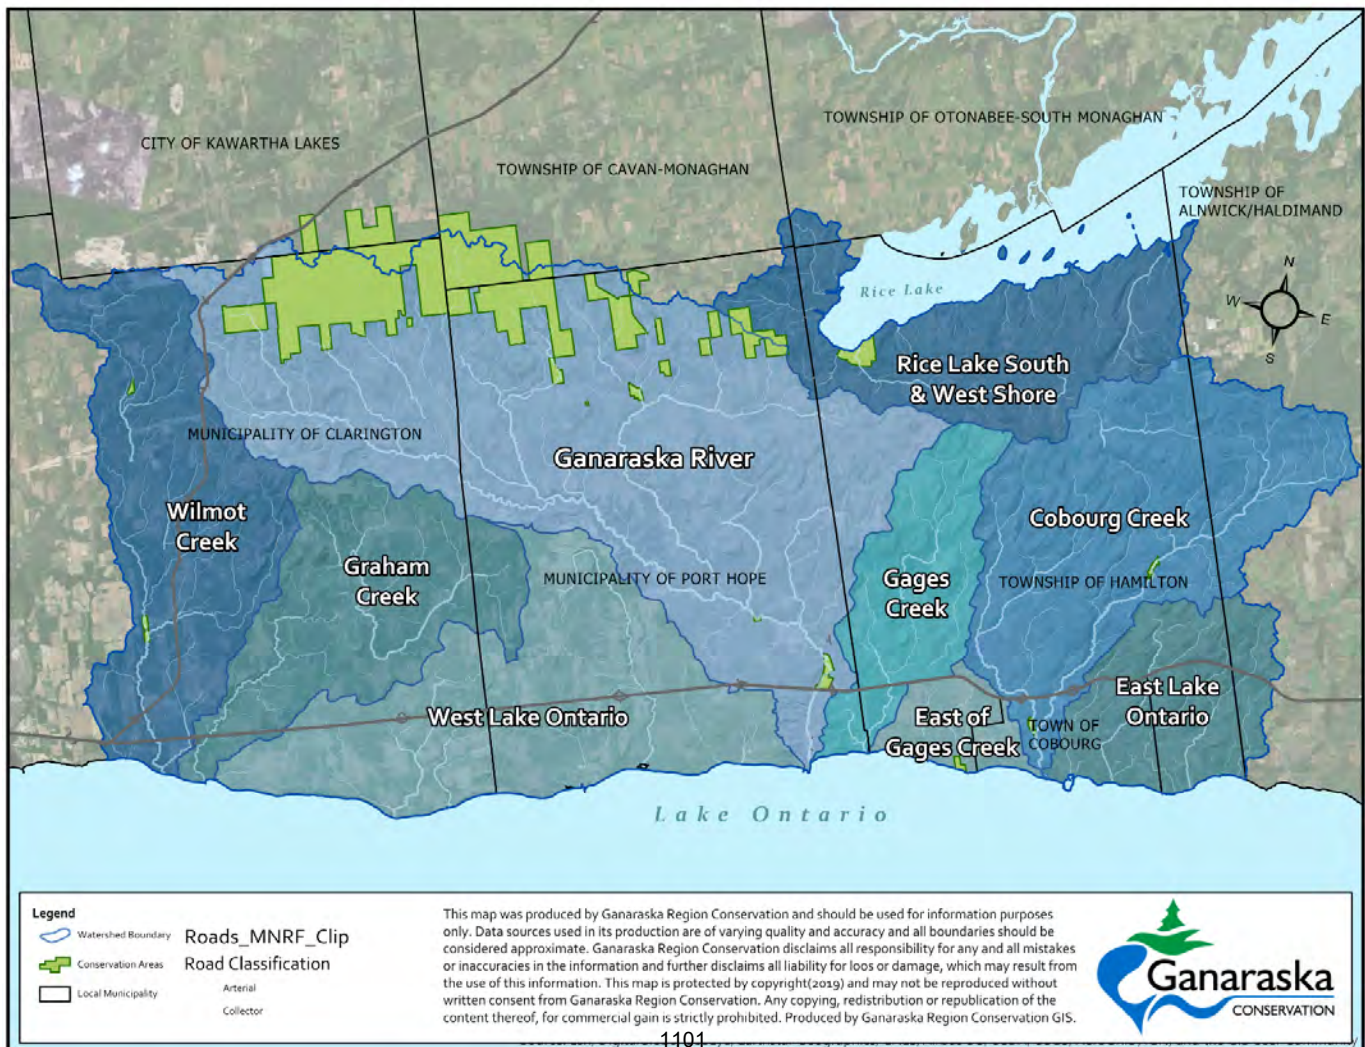 CITY OF KAWARTHA LAKES
TOWNSHIP OF CAVAN-MONAGHAN
TOWNSHIP OF OTONABEE-SOUTH MONAGHAN
TOWNSHIP OF
ALNWICK/HALDIMAND
N
W
E
S
Rice Lake
Rice Lake South
& West Shore
MUNICIPALITY OF CLARINGTON
Ganaraska River
Wilmot
Creek
Graham
Creek
MUNICIPALITY OF PORT HOPE
Gages
Creek
Cobourg Creek
TOWNSHIP OF HAMILTON
West Lake Ontario
East of
Gages Creek
TOWN OF
COBOURG
East Lake
Ontario
Lake Ontario
Legend
Watershed Boundary
Conservation Areas
Local Municipality
Roads_MNRF_Clip
Road Classification
Arterial
Collector
This map was produced by Ganaraska Region Conservation and should be used for information purposes
only. Data sources used in its production are of varying quality and accuracy and all boundaries should be
considered approximate. Ganaraska Region Conservation disclaims all responsibility for any and all mistakes
or inaccuracies in the information and further disclaims all liability for loos or damage, which may result from
the use of this information. This map is protected by copyright(2019) and may not be reproduced without
written consent from Ganaraska Region Conservation. Any copying, redistribution or republication of the
content thereof, for commercial gain is strictly prohibited. Produced by Ganaraska Region Conservation GIS.
Ganaraska
CONSERVATION
1101